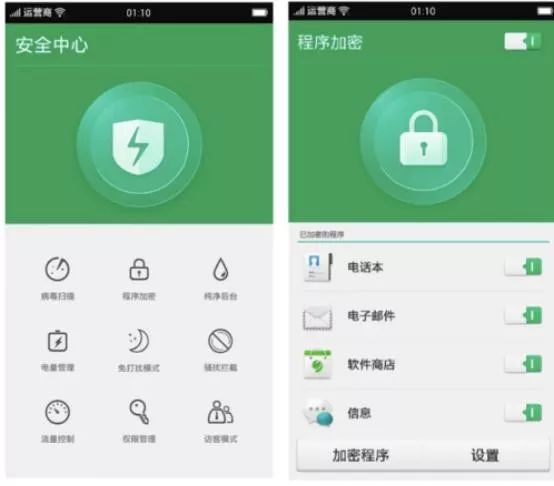 运营商 01:10
安全中心
病毒扫描 程序加密 纯净后台
电量管理 免打扰模式 骚扰拦截
流量控制 权限管理 访客模式
运营商 01:10
程序加密
已加密的程序
电话本
电子邮件
软件商店
信息
加密程序 设置